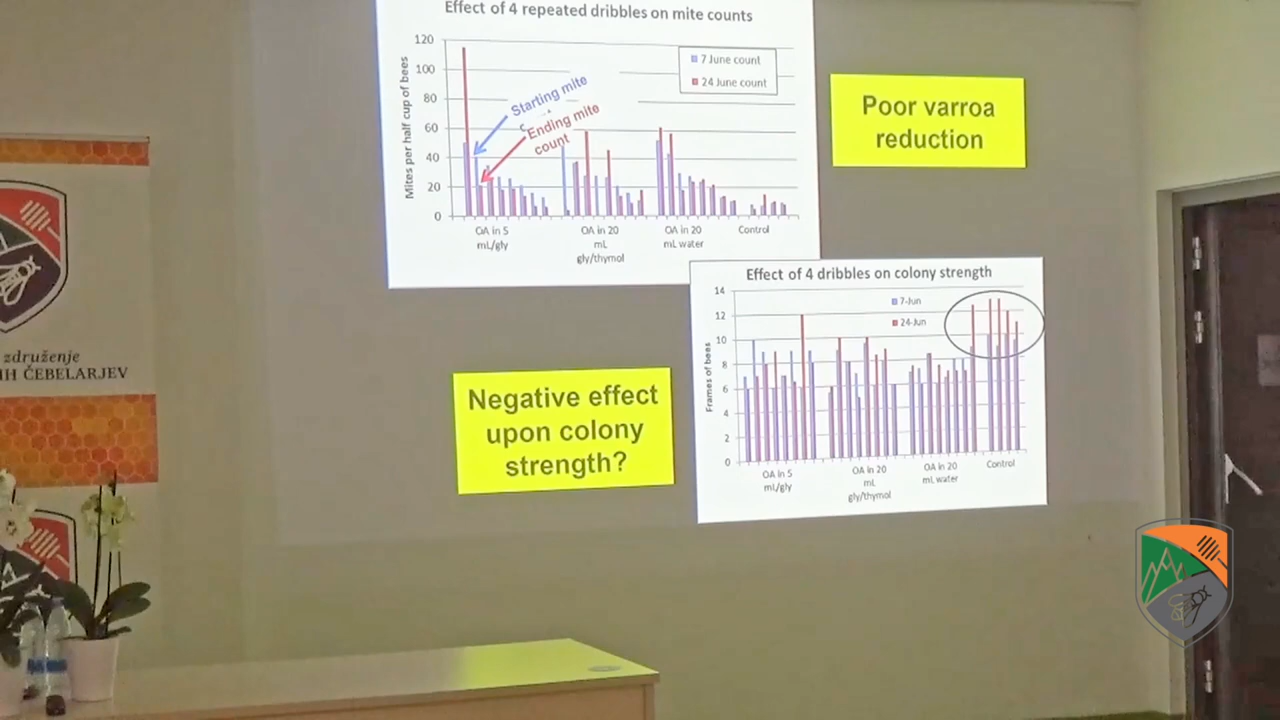 Effect of 4 repeated dribbles on mite counts
120
100
80
60
40
20
0
Mites per half cup of bees
7 June count
24 June count
Starting mite
Ending mite
count
OA in 5
mL/gly
OA in 20
mL
gly/thymol
OA in 20
mL water
Control
Poor varroa
reduction
Effect of 4 dribbles on colony strength
14
12
10
8
6
4
2
0
Frames of bees
7-Jun
24-Jun
OA in 5
mL/gly
OA in 20
mL
gly/thymol
OA in 20
mL water
Control
Negative effect
upon colony
strength?
združenje
IH ČEBELARJEV